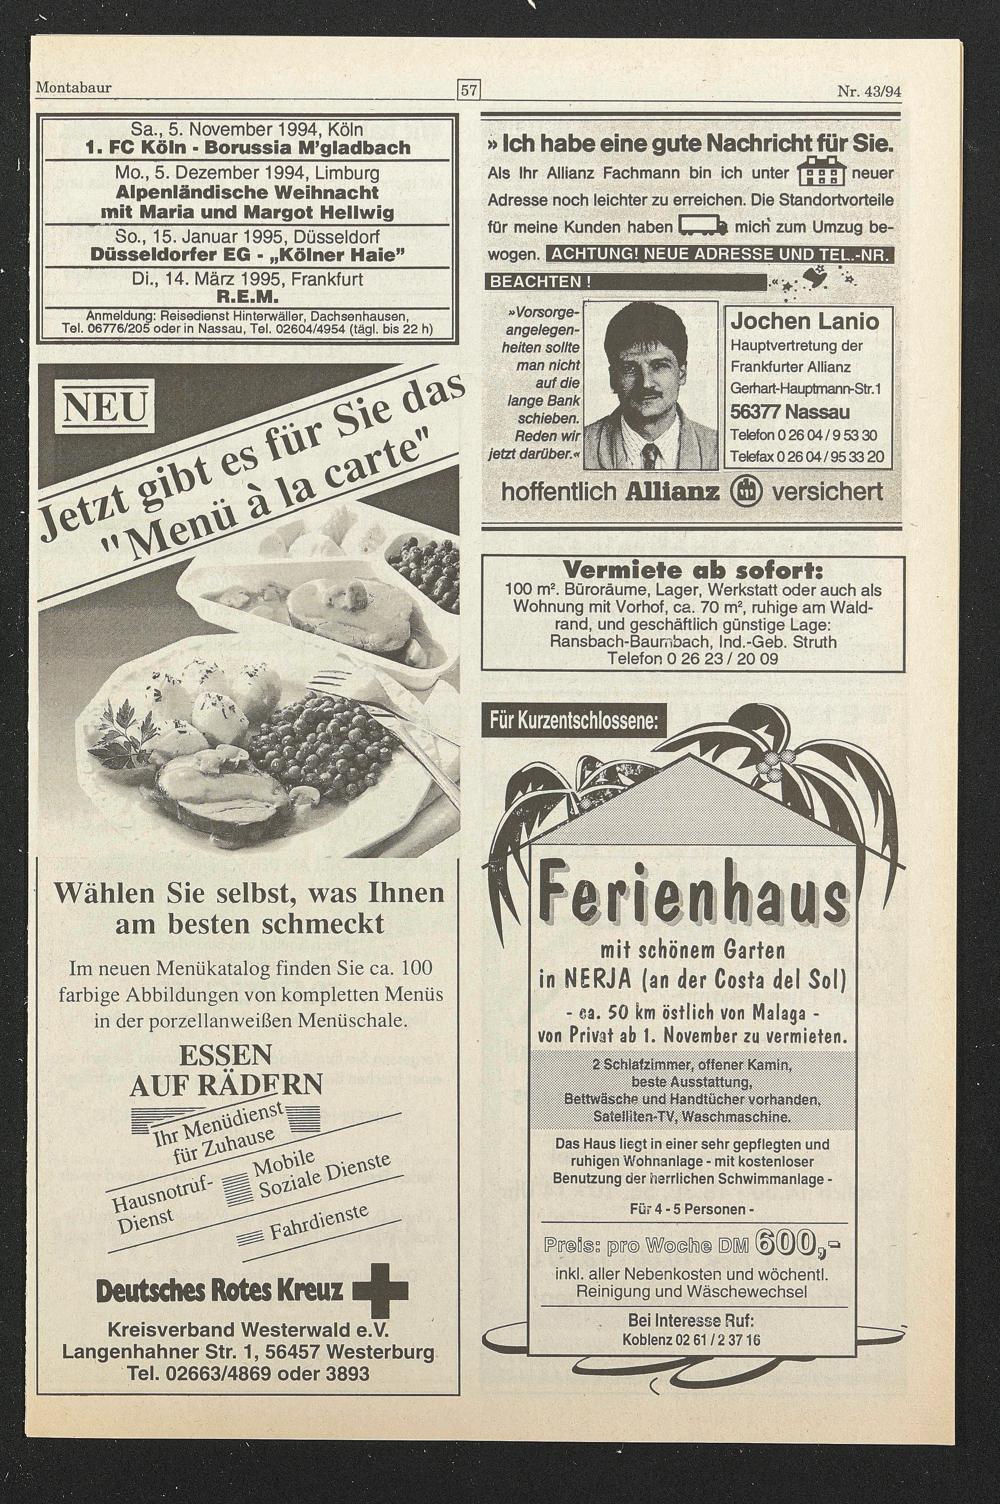 Montabaur
57
Nr. 43/94
Sa., 5. November 1994, Köln
1. FC Köln - Borussia M'gladbach
Mo., 5. Dezember 1994, Limburg
Alpenländische Weihnacht
mit Maria und Margot Hellwig
So., 15. Januar 1995, Düsseldorf
Düsseldorfer EG - „Kölner Haie”
Di., 14. März 1995, Frankfurt
R.E.M.
Anmeldung: Reisedienst Hinterwäller, Dachsenhausen,
Tel. 06776/205 oder in Nassau, Tel. 02604/4954 (tägl. bis 22 h)
NEU
Jetzt gibt es für Sie das
"Menü à la carte"
Wählen Sie selbst, was Ihnen
am besten schmeckt
Im neuen Menükatalog finden Sie ca. 100
farbige Abbildungen von kompletten Menüs
in der porzellanweißen Menüschale.
ESSEN
AUF RÄDERN
Ihr Menüdienst
für Zuhause
Hausnotruf-
Dienst
Mobile
Soziale Dienste
Fahrdienste
Deutsches Rotes Kreuz
Kreisverband Westerwald e.V.
Langenhahner Str. 1, 56457 Westerburg
Tel. 02663/4869 oder 3893
» Ich habe eine gute Nachricht für Sie.
Als Ihr Allianz Fachmann bin ich unter neuer
Adresse noch leichter zu erreichen. Die Standortvorteile
für meine Kunden haben mich zum Umzug be-
wogen. ACHTUNG! NEUE ADRESSE UND TEL.-NR.
BEACHTEN ! «
»Vorsorge-
angelegen-
heiten sollte
man nicht
auf die
lange Bank
schieben.
Reden wir
jetzt darüber.«
Jochen Lanio
Hauptvertretung der
Frankfurter Allianz
Gerhart-Hauptmann-Str.1
56377 Nassau
Telefon 0 26 04 / 9 53 30
Telefax 0 26 04 / 95 33 20
hoffentlich Allianz versichert
Vermiete ab sofort:
100 m². Büroräume, Lager, Werkstatt oder auch als
Wohnung mit Vorhof, ca. 70 m², ruhige am Wald-
rand, und geschäftlich günstige Lage:
Ransbach-Baumbach, Ind.-Geb. Struth
Telefon 0 26 23 / 20 09
Für Kurzentschlossene:
Ferienhaus
mit schönem Garten
in NERJA (an der Costa del Sol)
- ca. 50 km östlich von Malaga -
von Privat ab 1. November zu vermieten.
2 Schlafzimmer, offener Kamin,
beste Ausstattung,
Bettwäsche und Handtücher vorhanden,
Satelliten-TV, Waschmaschine.
Das Haus liegt in einer sehr gepflegten und
ruhigen Wohnanlage - mit kostenloser
Benutzung der herrlichen Schwimmanlage -
Für 4 - 5 Personen -
Preis: pro Woche DM 600,-
inkl. aller Nebenkosten und wöchentl.
Reinigung und Wäschewechsel
Bei Interesse Ruf:
Koblenz 02 61 / 2 37 16